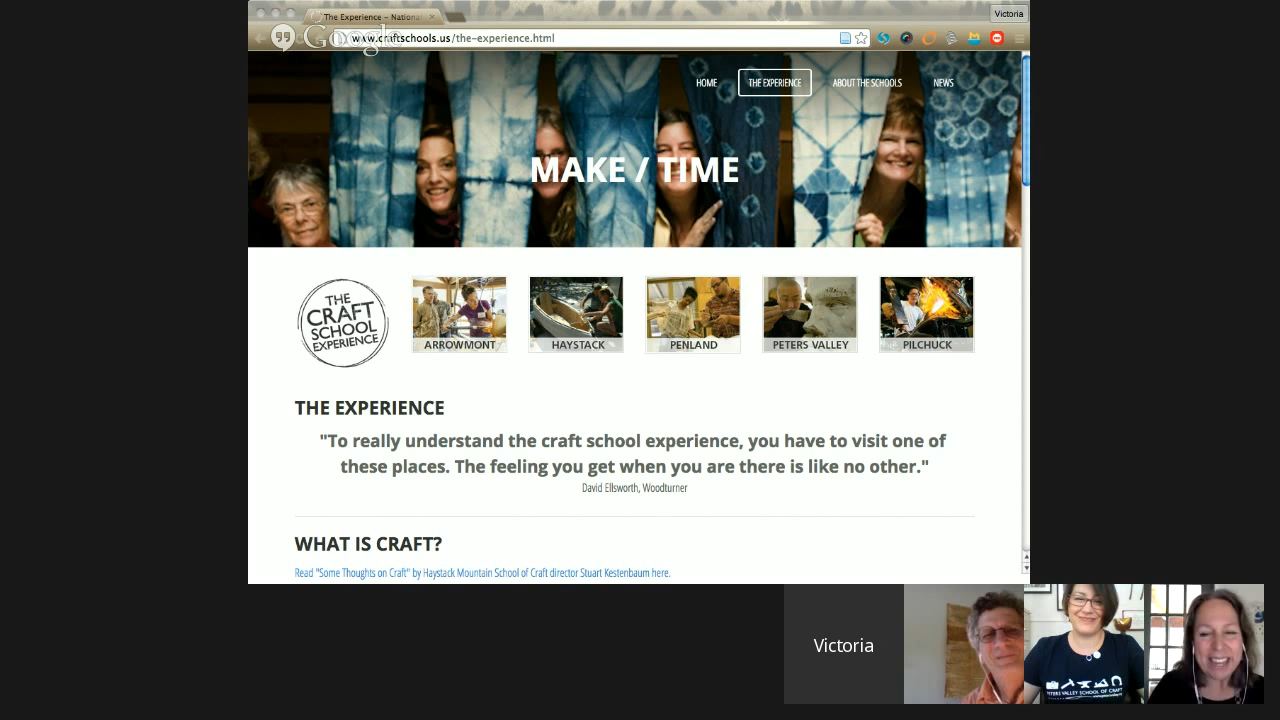 The Experience – National
Victoria
Google
www.craftschools.us/the-experience.html
HOME
THE EXPERIENCE
ABOUT THE SCHOOLS
NEWS
MAKE / TIME
THE
CRAFT
SCHOOL
EXPERIENCE
ARROWMONT
HAYSTACK
PENLAND
PETERS VALLEY
PILCHUCK
THE EXPERIENCE
"To really understand the craft school experience, you have to visit one of
these places. The feeling you get when you are there is like no other."
David Ellsworth, Woodturner
WHAT IS CRAFT?
Read "Some Thoughts on Craft" by Haystack Mountain School of Craft director Stuart Kestenbaum here.
Victoria
PETERS VALLEY SCHOOL OF CRAFT